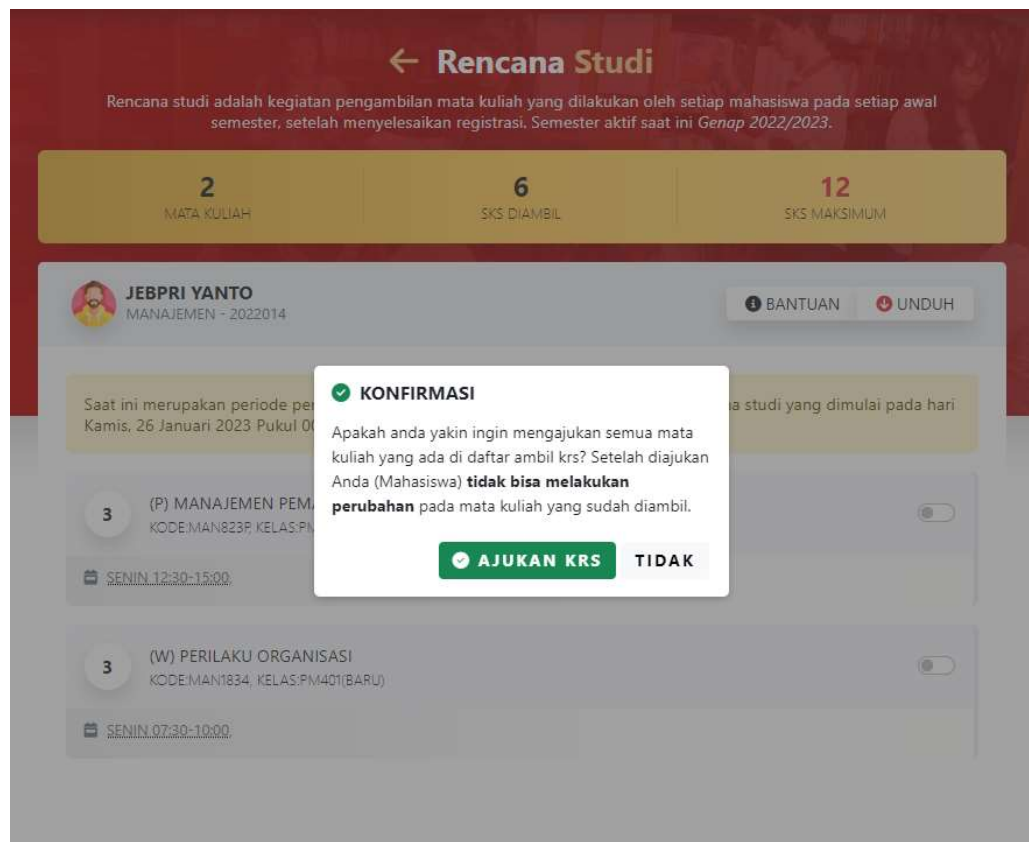 ← Rencana Studi
Rencana studi adalah kegiatan pengambilan mata kuliah yang dilakukan oleh setiap mahasiswa pada setiap awal
semester, setelah menyelesaikan registrasi. Semester aktif saat ini Genap 2022/2023.
2 6 12
MATA KULIAH SKS DIAMBIL SKS MAKSIMUM
JEBPRI YANTO
MANAJEMEN - 2022014
BANTUAN UNDUH
Saat ini merupakan periode studi yang dimulai pada hari
Kamis, 26 Januari 2023 Pukul
KONFIRMASI
Apakah anda yakin ingin mengajukan semua mata
kuliah yang ada di daftar ambil krs? Setelah diajukan
Anda (Mahasiswa) tidak bisa melakukan
perubahan pada mata kuliah yang sudah diambil.
AJUKAN KRS TIDAK
3 (P) MANAJEMEN
KODE:MAN823P, KELAS:
SENIN 12:30-15:00,
3 (W) PERILAKU ORGANISASI
KODE:MAN1834, KELAS:PM401(BARU)
SENIN 07:30-10:00,